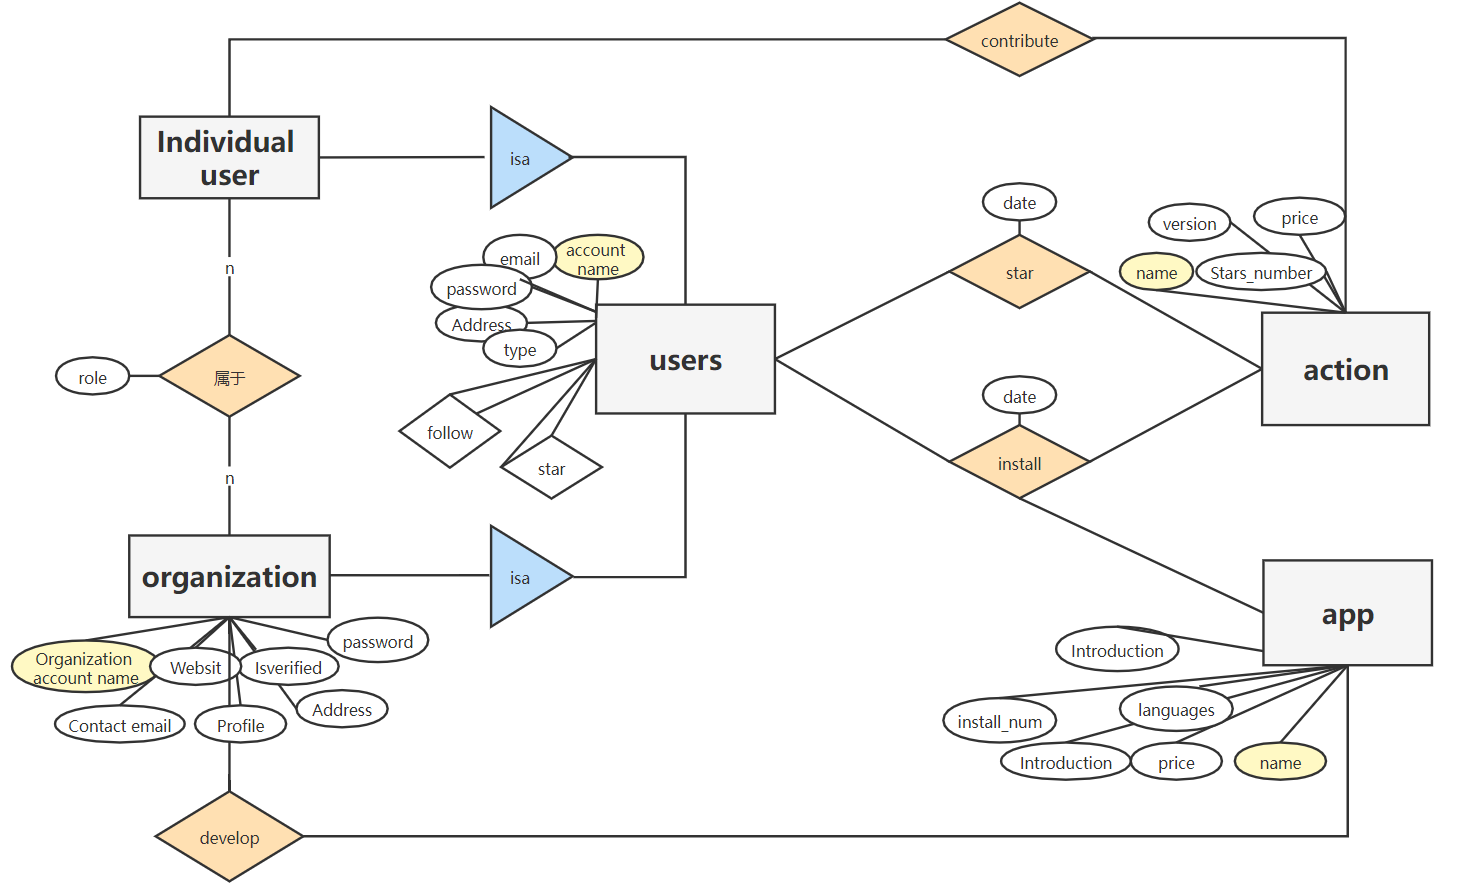 contribute
Individual
user
isa
date
version
price
email
account
name
n
password
star
name
Stars_number
Address
type
users
action
role
属于
date
follow
star
install
n
organization
isa
app
Organization
account name
Websit
Isverified
password
Introduction
Contact email
Profile
Address
install_num
languages
Introduction
price
name
develop